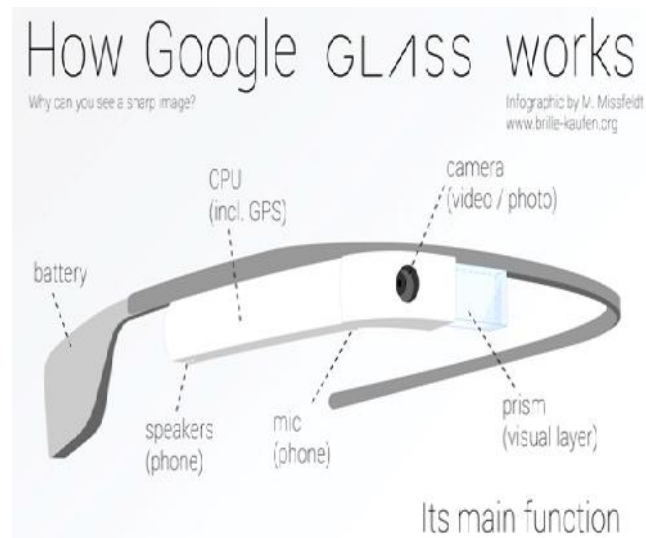 How Google GLASS works
Why can you see a sharp image?
Infographic by M. Missfeldt
www.brille-kaufen.org
camera
(video / photo)
CPU
(incl. GPS)
battery
speakers
(phone)
mic
(phone)
prism
(visual layer)
Its main function